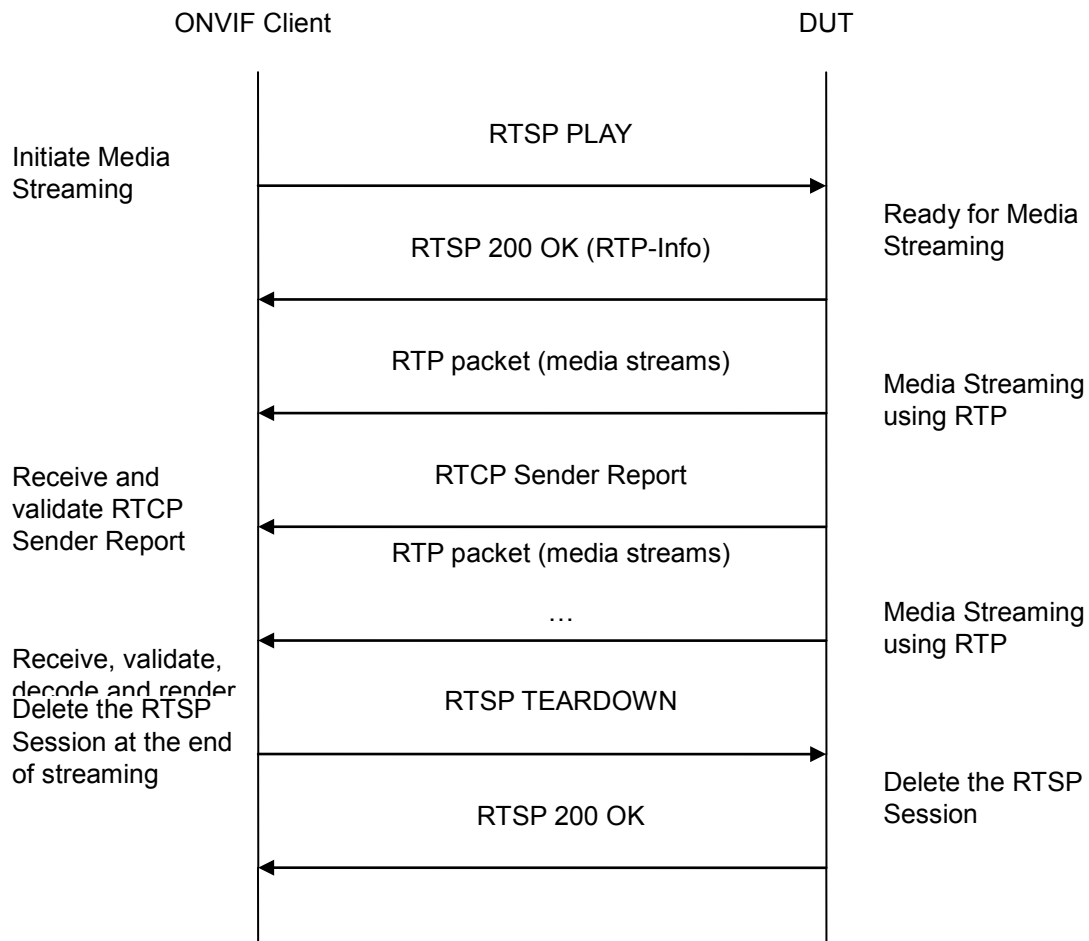 ONVIF Client
DUT
RTSP PLAY
Initiate Media
Streaming
Ready for Media
Streaming
RTSP 200 OK (RTP-Info)
RTP packet (media streams)
Media Streaming
using RTP
RTCP Sender Report
Receive and
validate RTCP
Sender Report
RTP packet (media streams)
…
Media Streaming
using RTP
Receive, validate,
decode and render
RTSP TEARDOWN
Delete the RTSP
Session at the end
of streaming
Delete the RTSP
Session
RTSP 200 OK